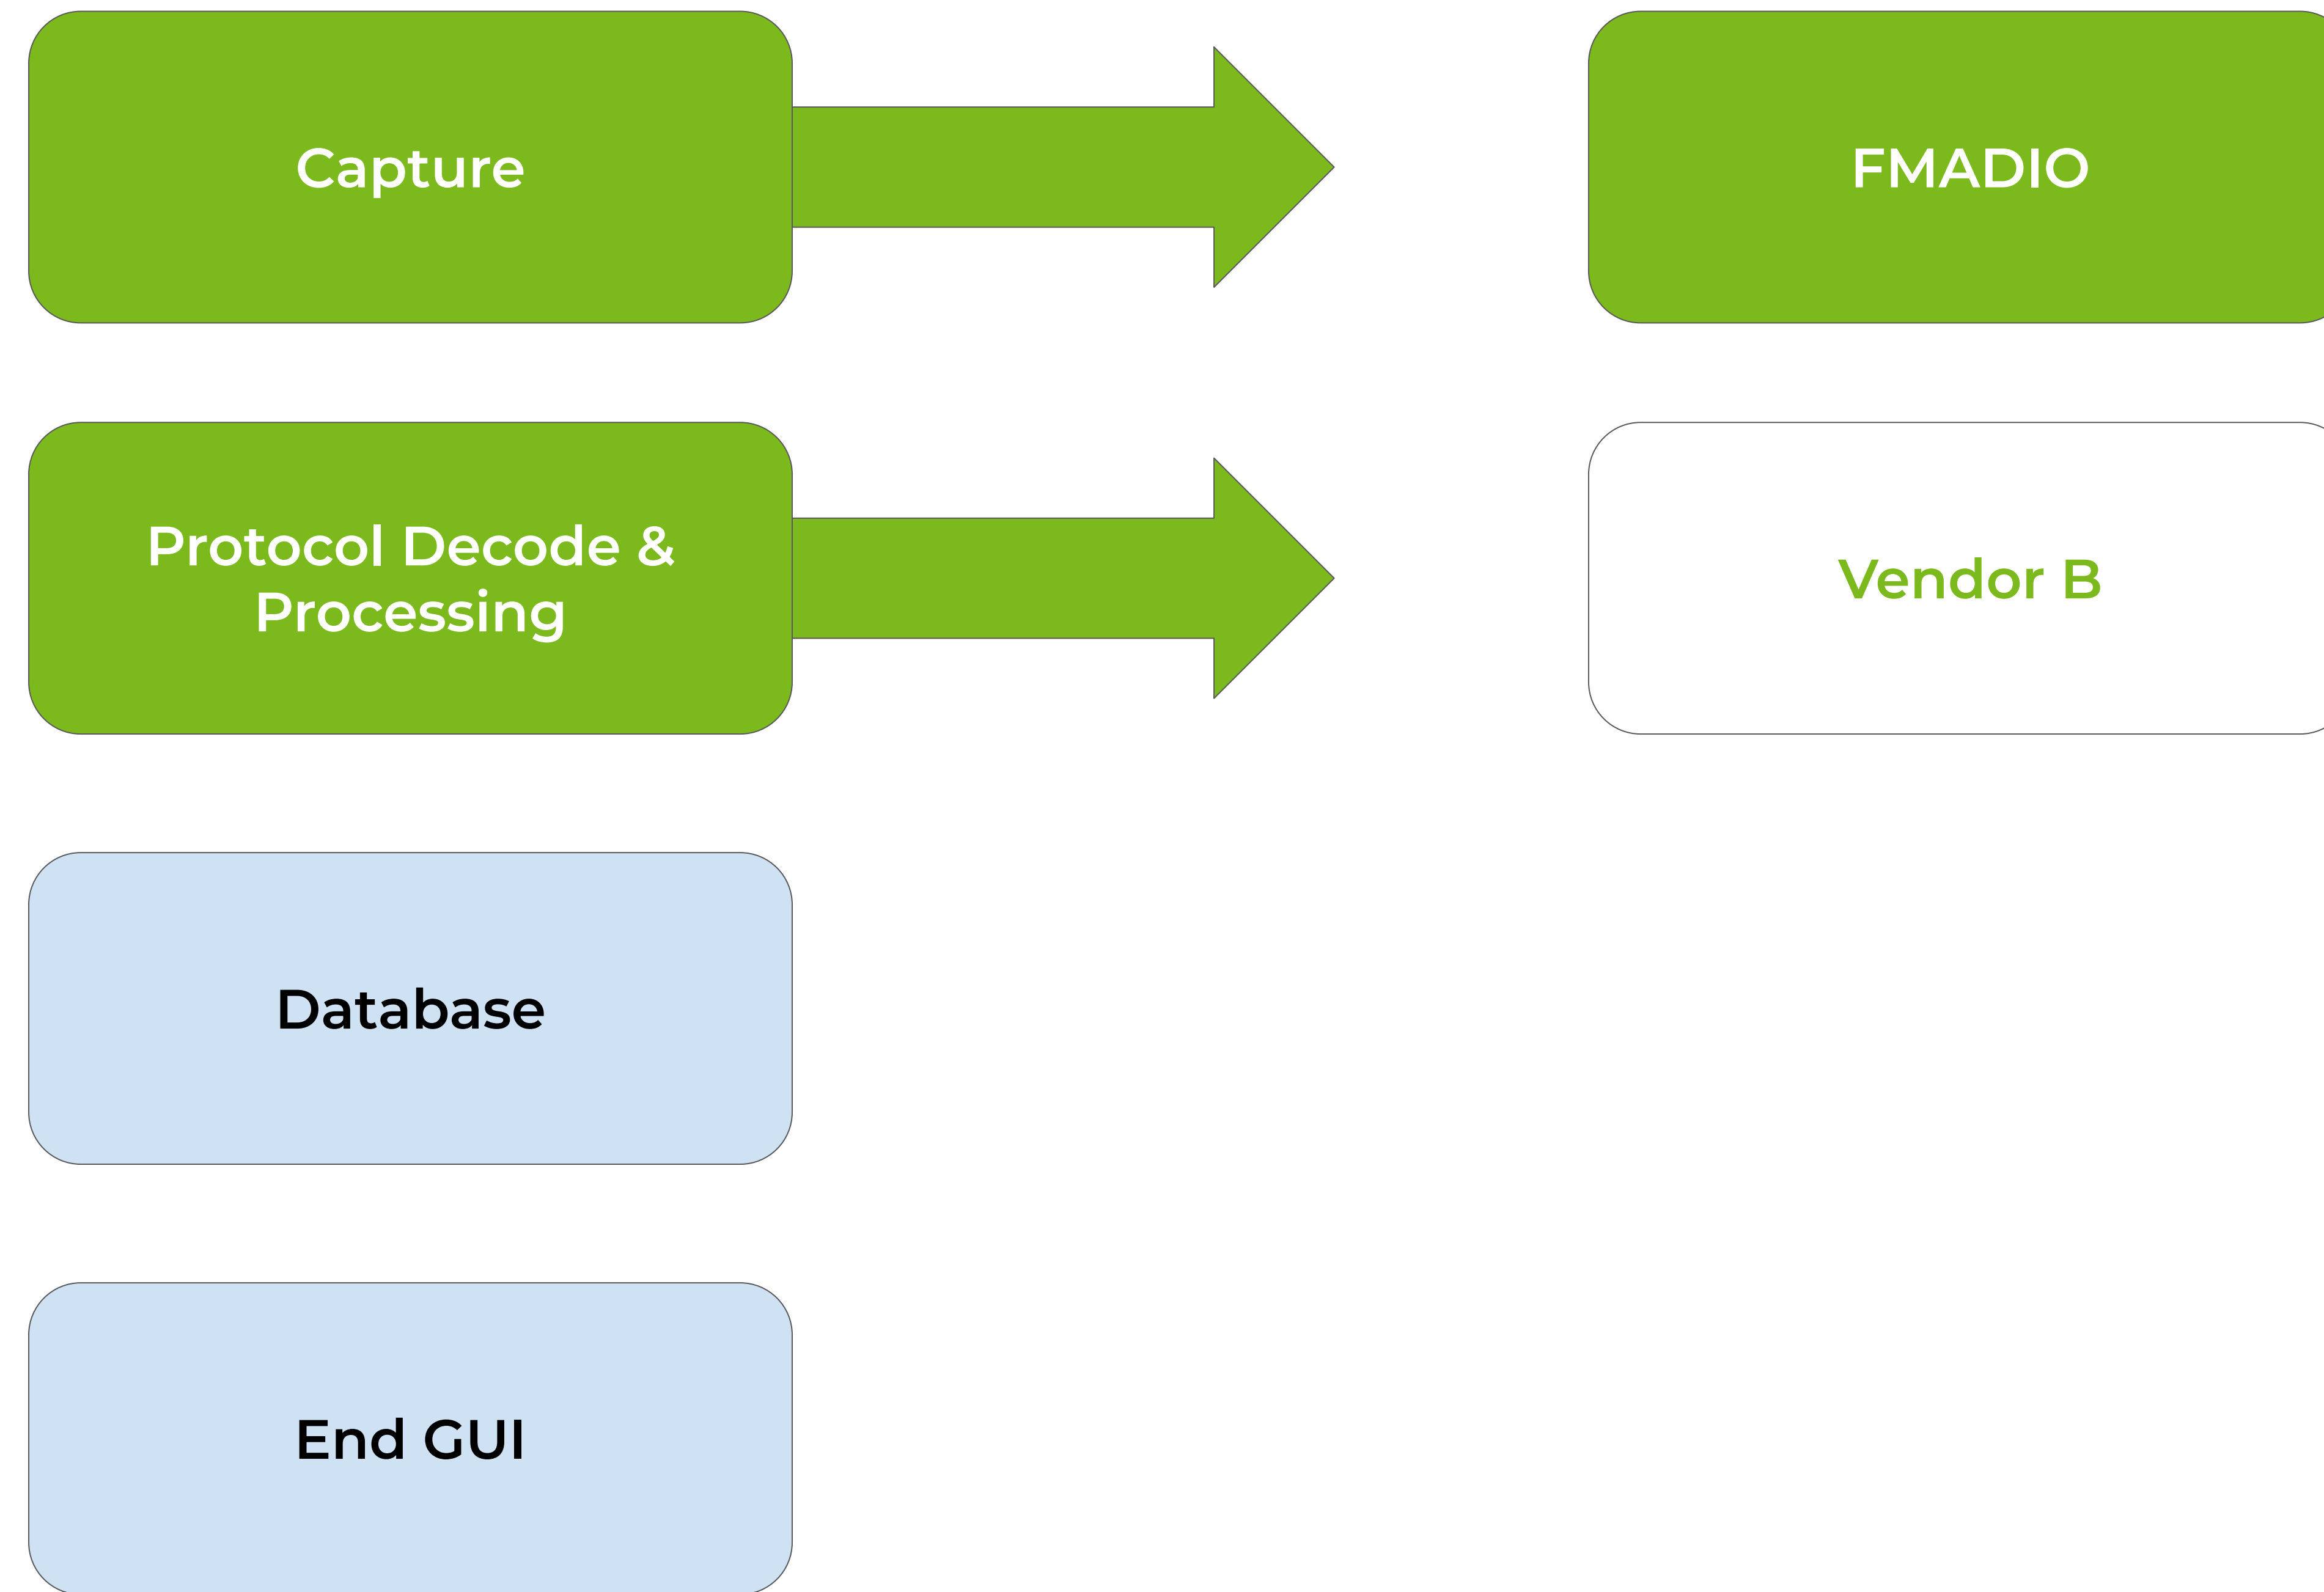 Capture
FMADIO
Protocol Decode &
Processing
Vendor B
Database
End GUI